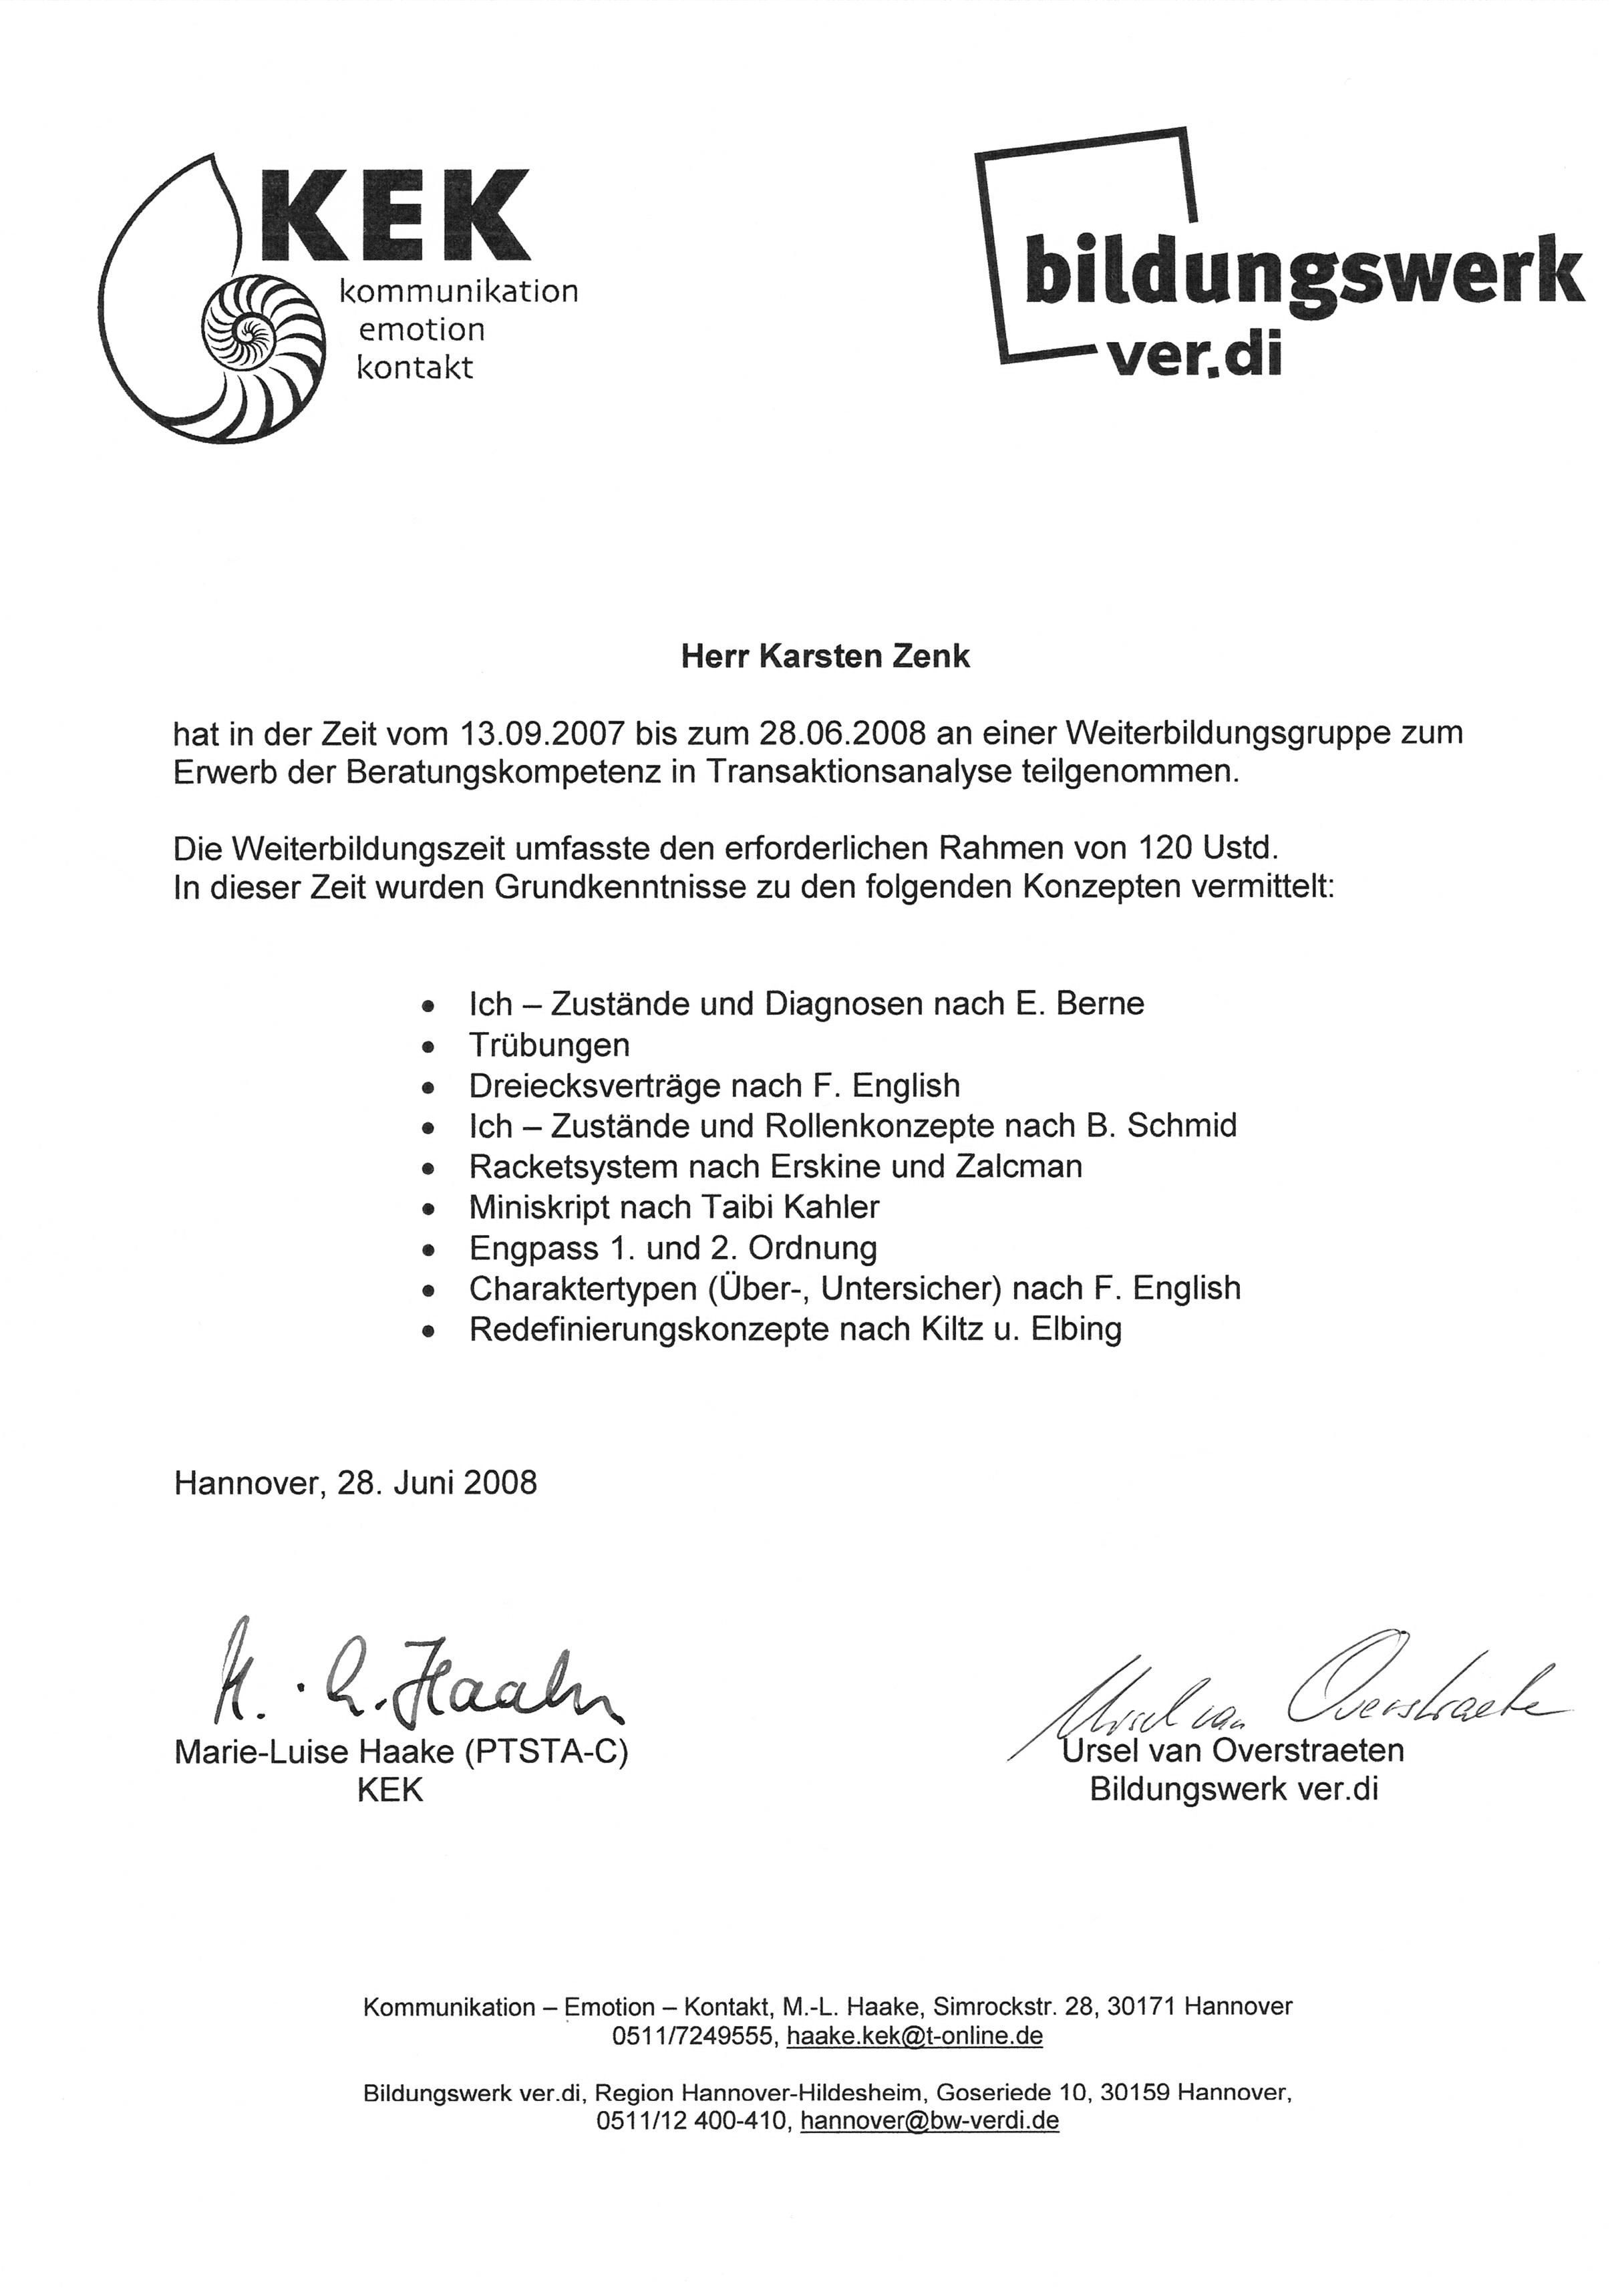 KEK
kommunikation
emotion
kontakt
bildungswerk
ver.di
Herr Karsten Zenk
hat in der Zeit vom 13.09.2007 bis zum 28.06.2008 an einer Weiterbildungsgruppe zum
Erwerb der Beratungskompetenz in Transaktionsanalyse teilgenommen.
Die Weiterbildungszeit umfasste den erforderlichen Rahmen von 120 Ustd.
In dieser Zeit wurden Grundkenntnisse zu den folgenden Konzepten vermittelt:
• Ich – Zustände und Diagnosen nach E. Berne
• Trübungen
• Dreiecksverträge nach F. English
• Ich – Zustände und Rollenkonzepte nach B. Schmid
• Racketsystem nach Erskine und Zalcman
• Miniskript nach Taibi Kahler
• Engpass 1. und 2. Ordnung
• Charaktertypen (Über-, Untersicher) nach F. English
• Redefinierungskonzepte nach Kiltz u. Elbing
Hannover, 28. Juni 2008
M.-L. Haake
Ursel van Overstraeten
Marie-Luise Haake (PTSTA-C)
Ursel van Overstraeten
KEK
Bildungswerk ver.di
Kommunikation – Emotion – Kontakt, M.-L. Haake, Simrockstr. 28, 30171 Hannover
0511/7249555, haake.kek@t-online.de
Bildungswerk ver.di, Region Hannover-Hildesheim, Goseriede 10, 30159 Hannover,
0511/12 400-410, hannover@bw-verdi.de